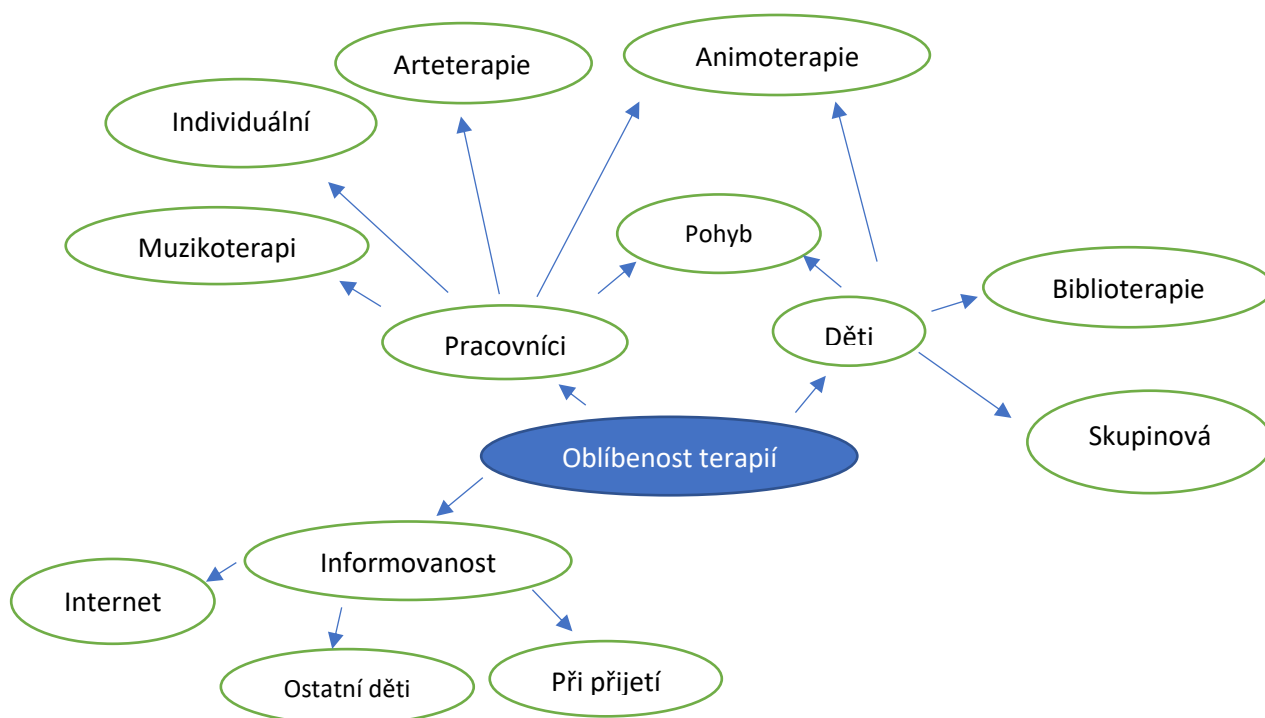 Arteterapie
Animoterapie
Individuální
Muzikoterapi
Pohyb
Biblioterapie
Pracovníci
Děti
Skupinová
Oblíbenost terapií
Informovanost
Internet
Ostatní děti
Při přijetí